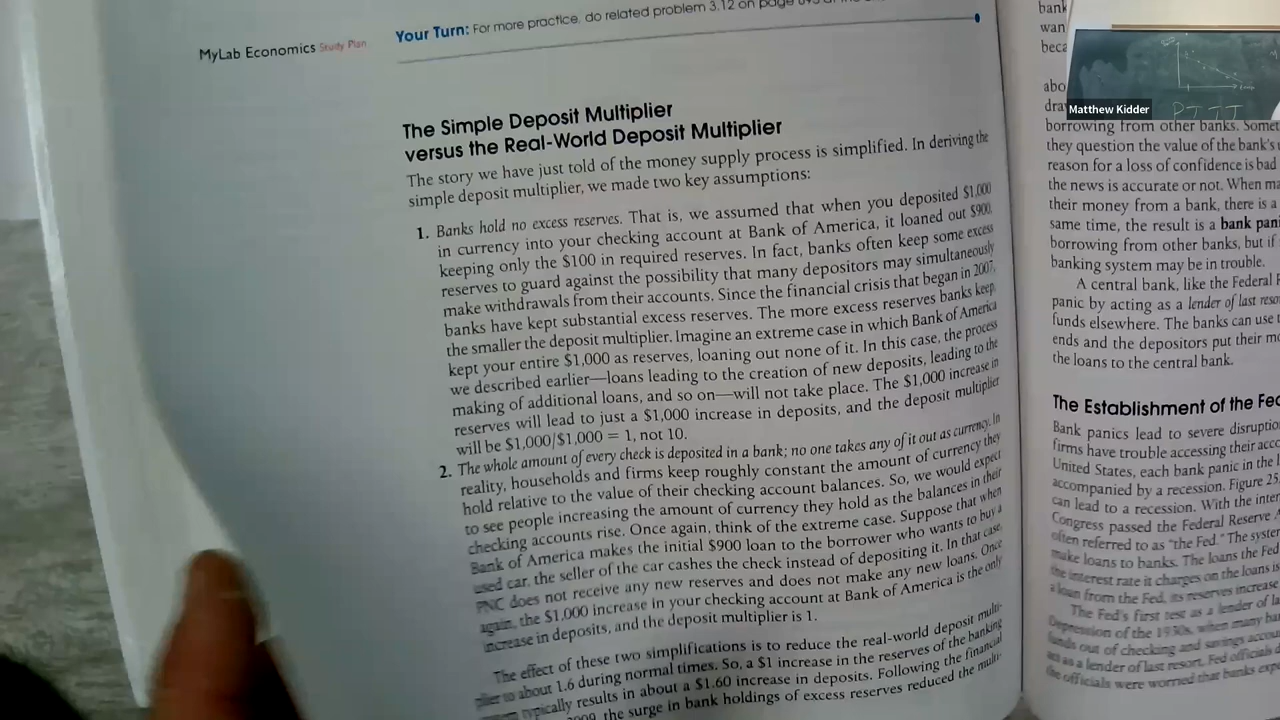 MyLab Economics Study Plan
Your Turn: For more practice, do related problem 3.12 on page
The Simple Deposit Multiplier
versus the Real-World Deposit Multiplier
The story we have just told of the money supply process is simplified. In deriving the
simple deposit multiplier, we made two key assumptions:
1. Banks hold no excess reserves. That is, we assumed that when you deposited $1,000
in currency into your checking account at Bank of America, it loaned out $900,
keeping only the $100 in required reserves. In fact, banks often keep some excess
reserves to guard against the possibility that many depositors may simultaneously
make withdrawals from their accounts. Since the financial crisis that began in 2007,
banks have kept substantial excess reserves. The more excess reserves banks keep,
the smaller the deposit multiplier. Imagine an extreme case in which Bank of America
kept your entire $1,000 as reserves, loaning out none of it. In this case, the process
we described earlier—loans leading to the creation of new deposits, leading to the
making of additional loans, and so on—will not take place. The $1,000 increase in
reserves will lead to just a $1,000 increase in deposits, and the deposit multiplier
will be $1,000/$1,000 = 1, not 10.
2. The whole amount of every check is deposited in a bank; no one takes any of it out as currency. In
reality, households and firms keep roughly constant the amount of currency they
hold relative to the value of their checking account balances. So, we would expect
to see people increasing the amount of currency they hold as the balances in their
checking accounts rise. Once again, think of the extreme case. Suppose that when
Bank of America makes the initial $900 loan to the borrower who wants to buy a
used car, the seller of the car cashes the check instead of depositing it. In that case,
PNC does not receive any new reserves and does not make any new loans. Once
again, the $1,000 increase in your checking account at Bank of America is the only
increase in deposits, and the deposit multiplier is 1.
The effect of these two simplifications is to reduce the real-world deposit multi-
plier to about 1.6 during normal times. So, a $1 increase in the reserves of the banking
typically results in about a $1.60 increase in deposits. Following the financial
the surge in bank holdings of excess reserves reduced the multi-
bank
wan
beca
Matthew Kidder
abo
dra
borrowing from other banks. Somet
they question the value of the bank's
reason for a loss of confidence is bad
the news is accurate or not. When ma
their money from a bank, there is a
same time, the result is a bank pani
borrowing from other banks, but if
banking system may be in trouble.
A central bank, like the Federal R
panic by acting as a lender of last reso
funds elsewhere. The banks can use t
ends and the depositors put their mo
the loans to the central bank.
The Establishment of the Fed
Bank panics lead to severe disruptio
firms have trouble accessing their acco
United States, each bank panic in the l
accompanied by a recession. Figure 25.
can lead to a recession. With the inten
Congress passed the Federal Reserve A
often referred to as "the Fed." The syste
make loans to banks. The loans the Fed
the interest rate it charges on the loans is
a loan from the Fed, its reserves increase
The Fed's first test as a lender of la
Depression of the 1930s, when many ba
funds out of checking and savings accou
act as a lender of last resort. Fed officials d
the officials were worried that banks exp